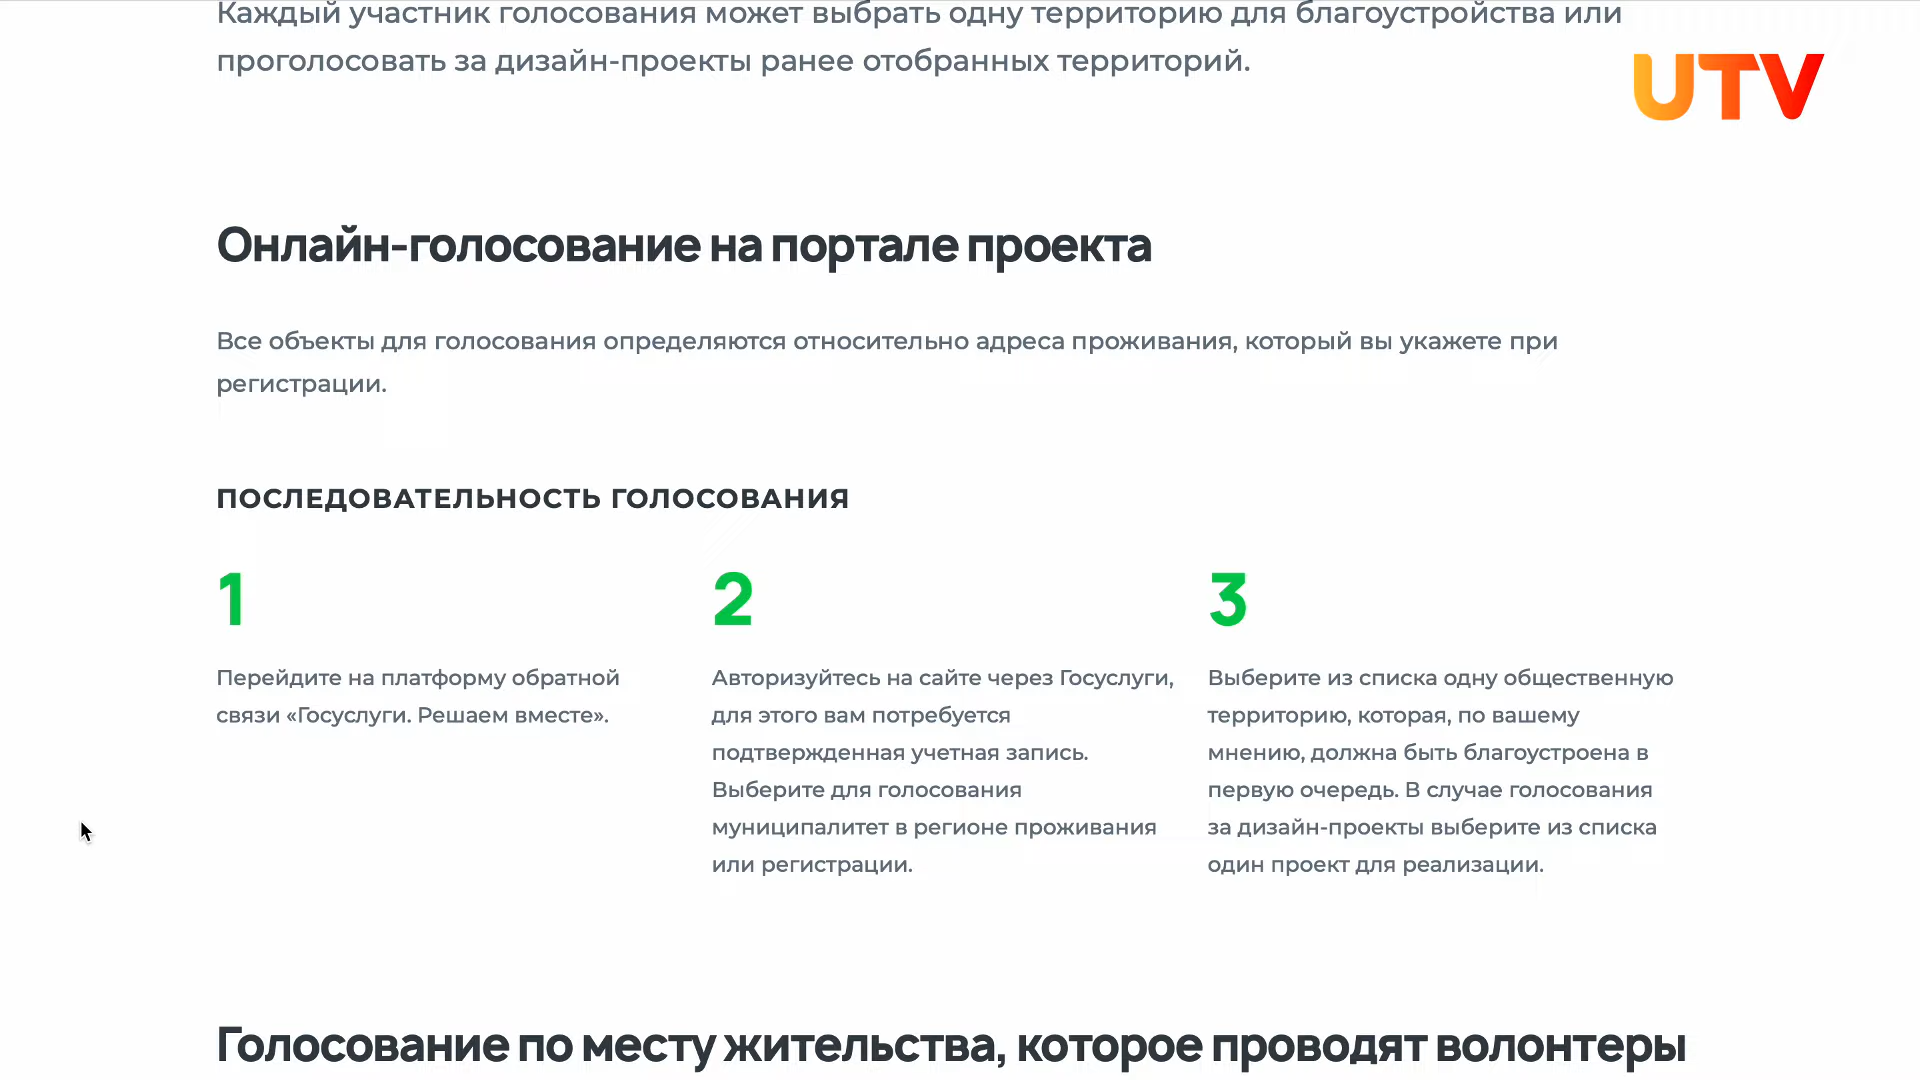 Каждый участник голосования может выбрать одну территорию для благоустройства или
проголосовать за дизайн-проекты ранее отобранных территорий.
UTV
Онлайн-голосование на портале проекта
Все объекты для голосования определяются относительно адреса проживания, который вы укажете при
регистрации.
ПОСЛЕДОВАТЕЛЬНОСТЬ ГОЛОСОВАНИЯ
1
Перейдите на платформу обратной
связи «Госуслуги. Решаем вместе».
2
Авторизуйтесь на сайте через Госуслуги,
для этого вам потребуется
подтвержденная учетная запись.
Выберите для голосования
муниципалитет в регионе проживания
или регистрации.
3
Выберите из списка одну общественную
территорию, которая, по вашему
мнению, должна быть благоустроена в
первую очередь. В случае голосования
за дизайн-проекты выберите из списка
один проект для реализации.
Голосование по месту жительства, которое проводят волонтеры